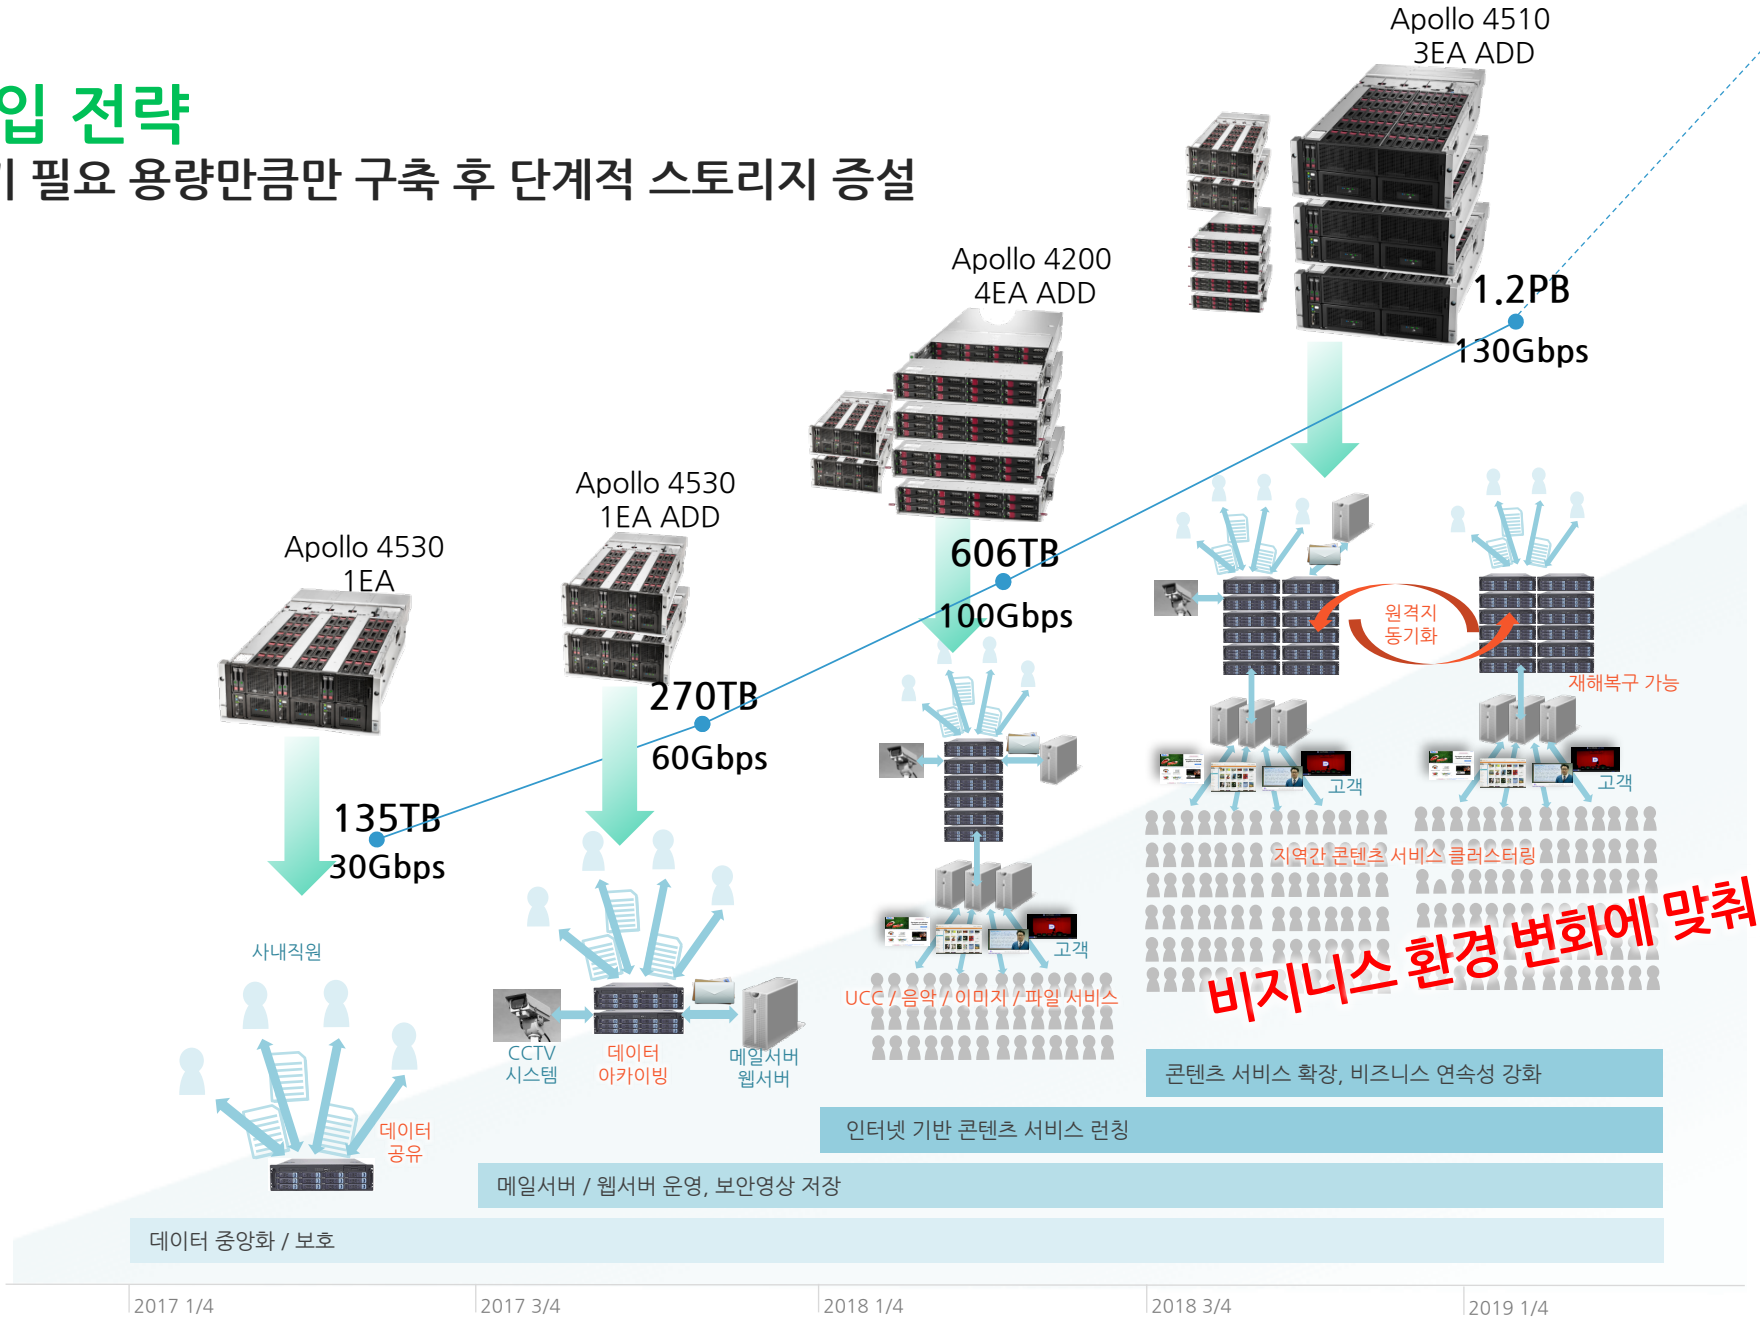 입 전략
기 필요 용량만큼만 구축 후 단계적 스토리지 증설
Apollo 4510
3EA ADD
Apollo 4200
4EA ADD
Apollo 4530
1EA ADD
Apollo 4530
1EA
1.2PB
130Gbps
606TB
100Gbps
270TB
60Gbps
135TB
30Gbps
원격지
동기화
재해복구 가능
고객
고객
지역간 콘텐츠 서비스 클러스터링
비지니스 환경 변화에 맞춰
고객
UCC / 음악 / 이미지 / 파일 서비스
사내직원
데이터
공유
CCTV
시스템
데이터
아카이빙
메일서버
웹서버
콘텐츠 서비스 확장, 비즈니스 연속성 강화
인터넷 기반 콘텐츠 서비스 런칭
메일서버 / 웹서버 운영, 보안영상 저장
데이터 중앙화 / 보호
2017 1/4
2017 3/4
2018 1/4
2018 3/4
2019 1/4